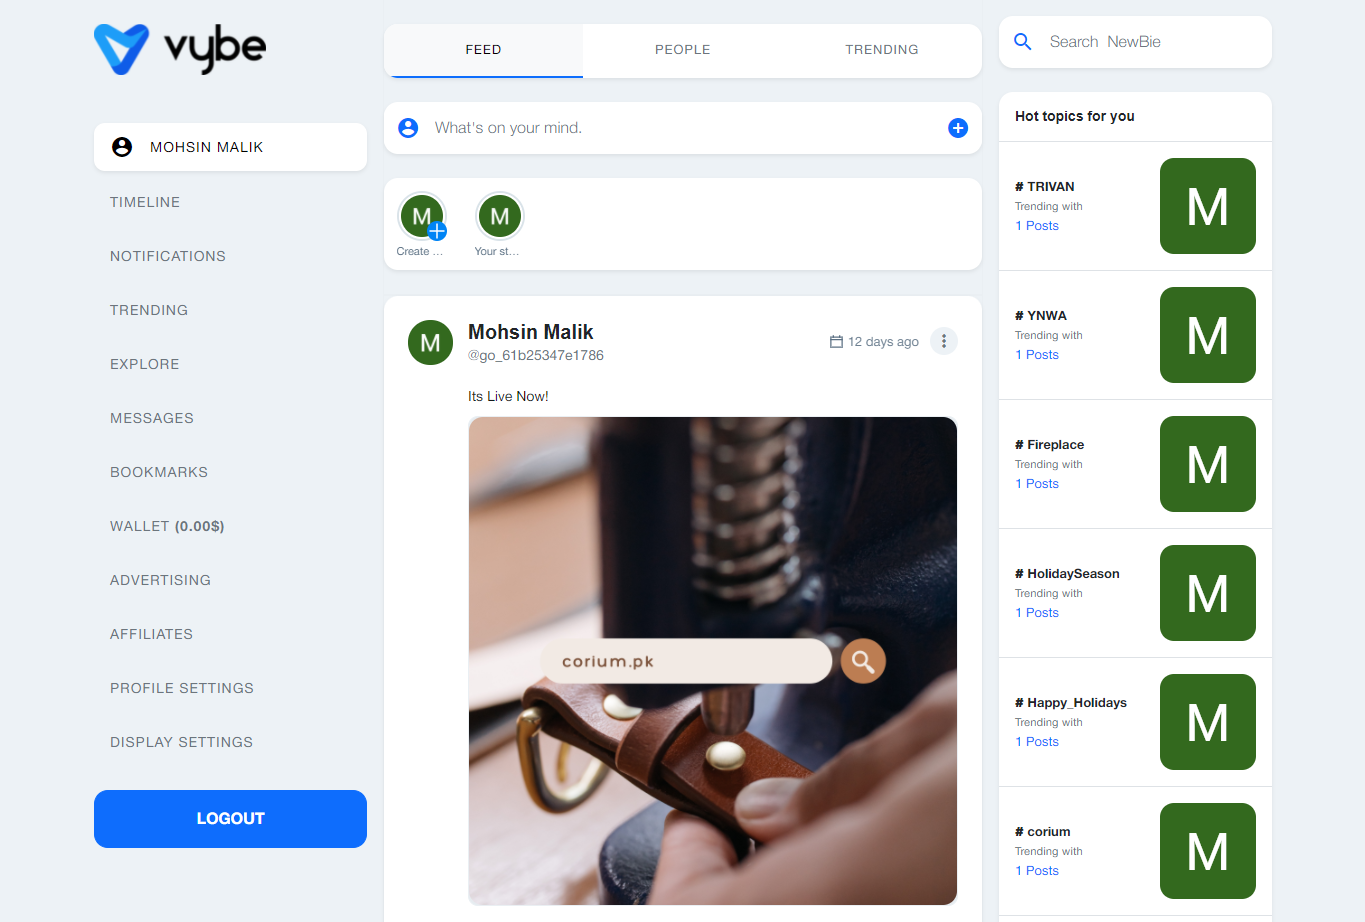 vybe
MOHSIN MALIK
TIMELINE
NOTIFICATIONS
TRENDING
EXPLORE
MESSAGES
BOOKMARKS
WALLET (0.00$)
ADVERTISING
AFFILIATES
PROFILE SETTINGS
DISPLAY SETTINGS
LOGOUT
FEED PEOPLE TRENDING
What's on your mind.
M M
Create ... Your st...
M
Mohsin Malik
@go_61b25347e1786
12 days ago
Its Live Now!
corium.pk
Search NewBie
Hot topics for you
# TRIVAN
Trending with
1 Posts
M
# YNWA
Trending with
1 Posts
M
# Fireplace
Trending with
1 Posts
M
# HolidaySeason
Trending with
1 Posts
M
# Happy_Holidays
Trending with
1 Posts
M
# corium
Trending with
1 Posts
M